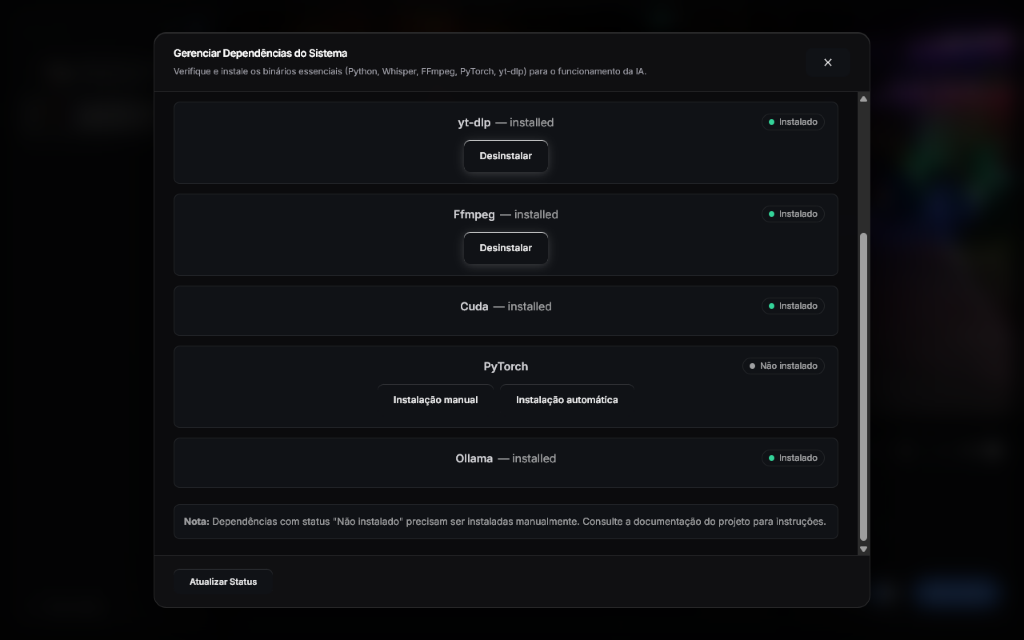 Gerenciar Dependências do Sistema
Verifique e instale os binários essenciais (Python, Whisper, FFmpeg, PyTorch, yt-dlp) para o funcionamento da IA.
yt-dlp — installed
Instalado
Desinstalar
Ffmpeg — installed
Instalado
Desinstalar
Cuda — installed
Instalado
PyTorch
Não instalado
Instalação manual
Instalação automática
Ollama — installed
Instalado
Nota: Dependências com status "Não instalado" precisam ser instaladas manualmente. Consulte a documentação do projeto para instruções.
Atualizar Status